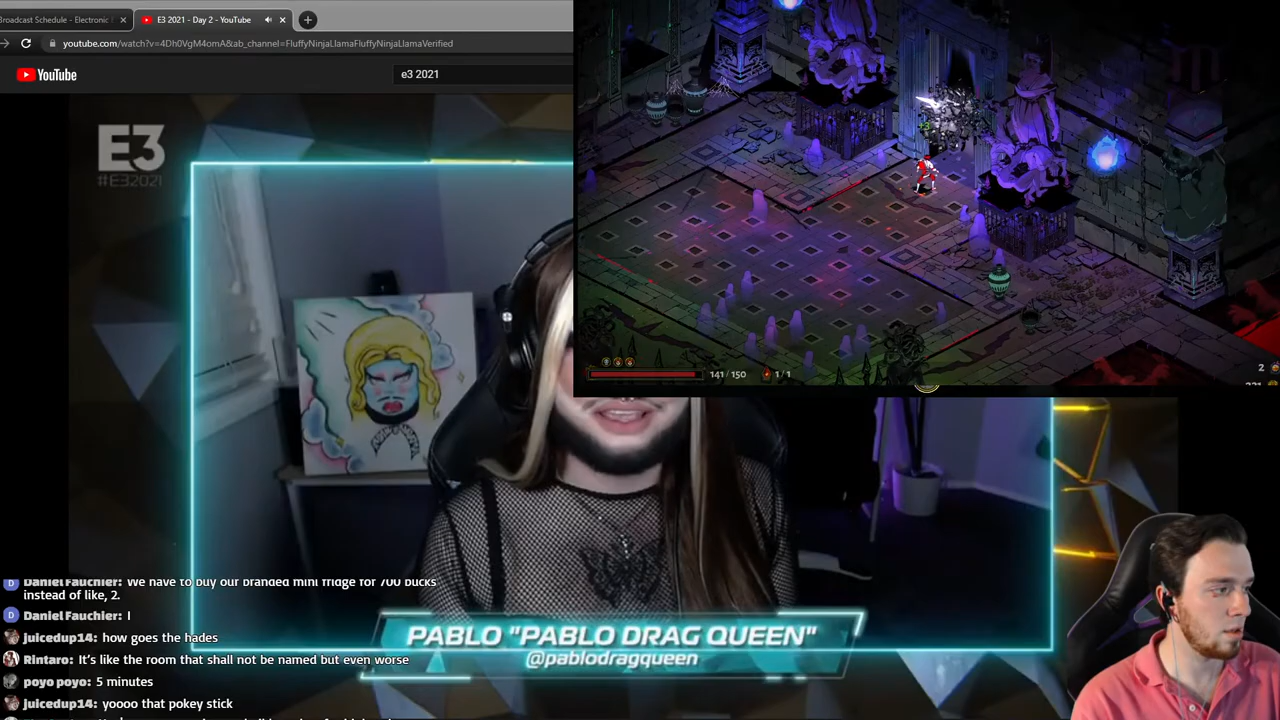 Broadcast Schedule - Electronic
E3 2021 - Day 2 - YouTube
youtube.com/watch?v=4Dh0VgM4omA&ab_channel=FluffyNinjaLlamaFluffyNinjaLlamaVerified
YouTube
e3 2021
E3
#E32021
141 / 150
1 / 1
2
D Daniel Fauchier: We have to buy our branded mini fridge for 700 bucks
instead of like, 2.
D Daniel Fauchier: I
juicedup14: how goes the hades
Rintaro: It's like the room that shall not be named but even worse
poyo poyo: 5 minutes
juicedup14: yoooo that pokey stick
PABLO "PABLO DRAG QUEEN"
@pablodragqueen